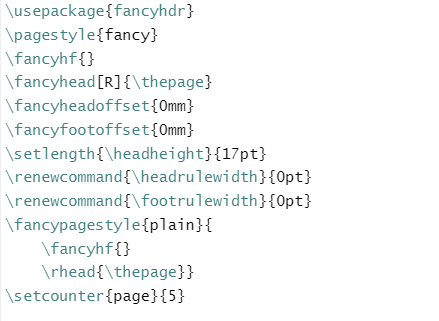 \usepackage{fancyhdr}
\pagestyle{fancy}
\fancyhf{}
\fancyhead[R]{\thepage}
\fancyheadoffset{0mm}
\fancyfootoffset{0mm}
\setlength{\headheight}{17pt}
\renewcommand{\headrulewidth}{0pt}
\renewcommand{\footrulewidth}{0pt}
\fancypagestyle{plain}{
    \fancyhf{}
    \rhead{\thepage}}
\setcounter{page}{5}